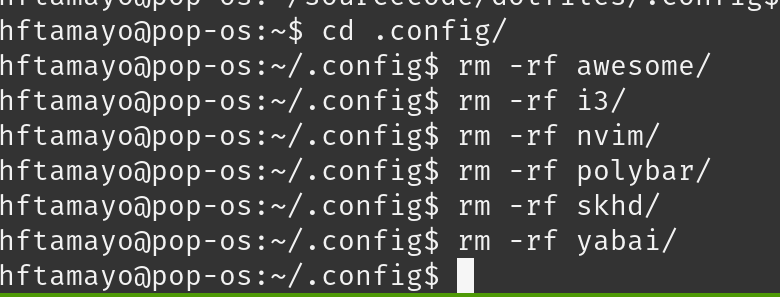 hftamayo@pop-os:~/sourcecode/dotfiles/.config$
hftamayo@pop-os:~$ cd .config/
hftamayo@pop-os:~/.config$ rm -rf awesome/
hftamayo@pop-os:~/.config$ rm -rf i3/
hftamayo@pop-os:~/.config$ rm -rf nvim/
hftamayo@pop-os:~/.config$ rm -rf polybar/
hftamayo@pop-os:~/.config$ rm -rf skhd/
hftamayo@pop-os:~/.config$ rm -rf yabai/
hftamayo@pop-os:~/.config$